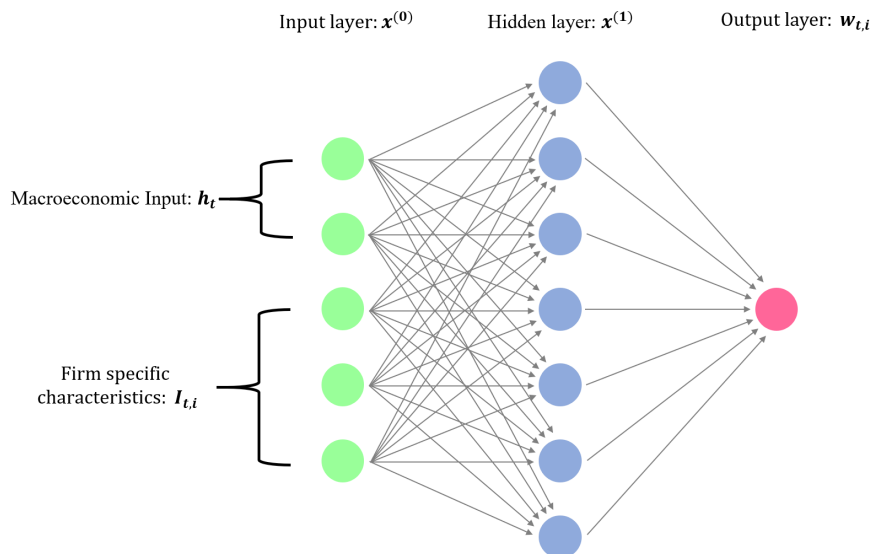 Input layer: x⁽⁰⁾
Hidden layer: x⁽¹⁾
Output layer: w_{t,i}
Macroeconomic Input: h_t
Firm specific
characteristics: I_{t,i}